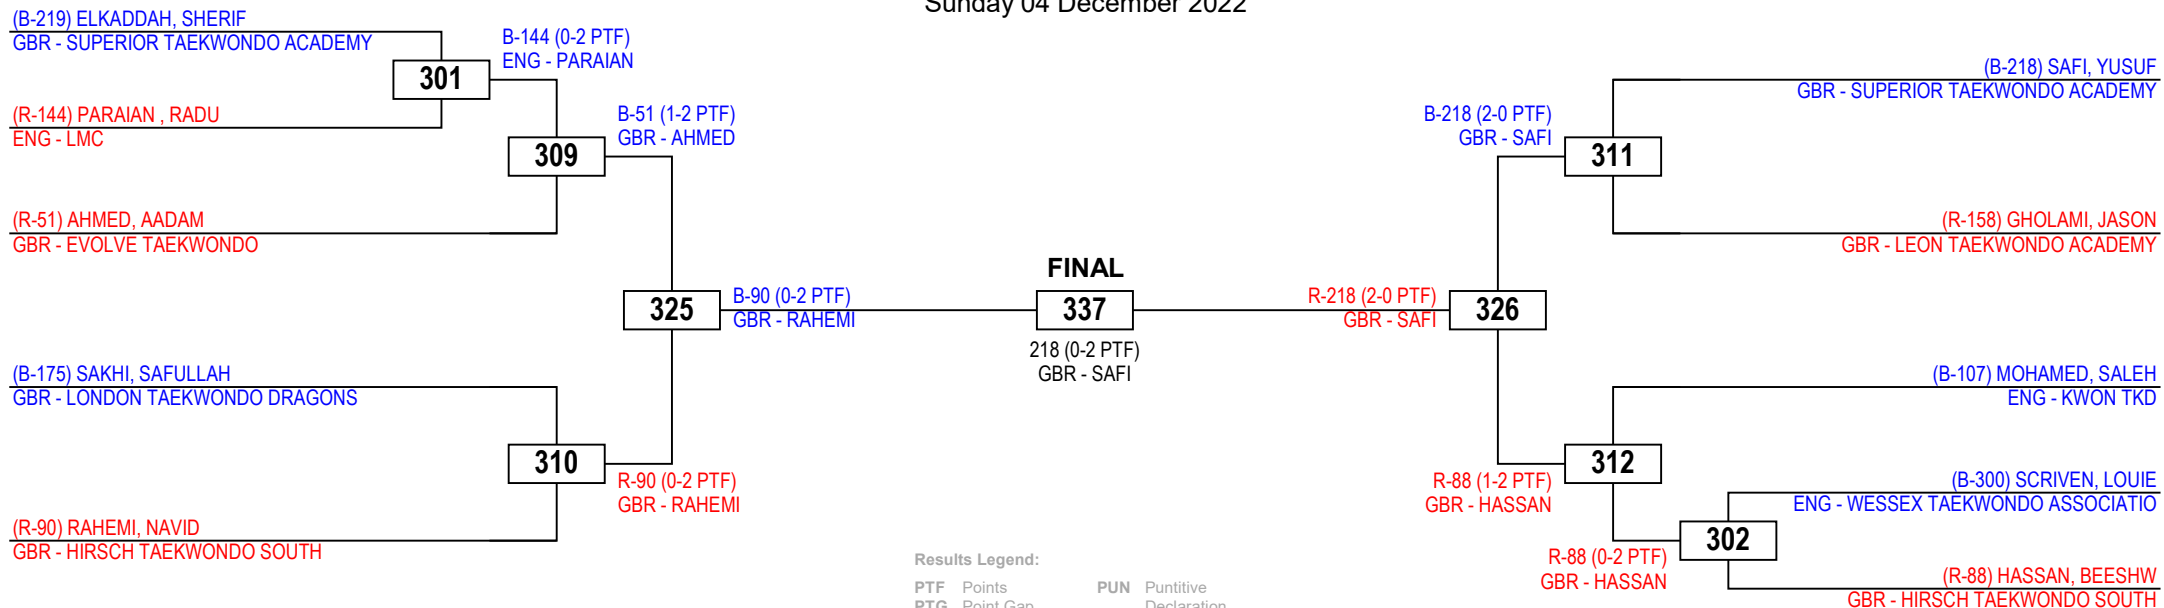 Sunday 04 December 2022
(B-219) ELKADDAH, SHERIF
GBR - SUPERIOR TAEKWONDO ACADEMY
301
B-144 (0-2 PTF)
ENG - PARAIAN
(R-144) PARAIAN , RADU
ENG - LMC
309
B-51 (1-2 PTF)
GBR - AHMED
(R-51) AHMED, AADAM
GBR - EVOLVE TAEKWONDO
325
B-90 (0-2 PTF)
GBR - RAHEMI
(B-175) SAKHI, SAFULLAH
GBR - LONDON TAEKWONDO DRAGONS
310
R-90 (0-2 PTF)
GBR - RAHEMI
(R-90) RAHEMI, NAVID
GBR - HIRSCH TAEKWONDO SOUTH
FINAL
337
218 (0-2 PTF)
GBR - SAFI
(B-218) SAFI, YUSUF
GBR - SUPERIOR TAEKWONDO ACADEMY
B-218 (2-0 PTF)
GBR - SAFI
311
(R-158) GHOLAMI, JASON
GBR - LEON TAEKWONDO ACADEMY
R-218 (2-0 PTF)
GBR - SAFI
326
(B-107) MOHAMED, SALEH
ENG - KWON TKD
312
R-88 (1-2 PTF)
GBR - HASSAN
(B-300) SCRIVEN, LOUIE
ENG - WESSEX TAEKWONDO ASSOCIATIO
302
R-88 (0-2 PTF)
GBR - HASSAN
(R-88) HASSAN, BEESHW
GBR - HIRSCH TAEKWONDO SOUTH
Results Legend:
PTF Points PUN Puntitive
PTG Point Gap Declaration